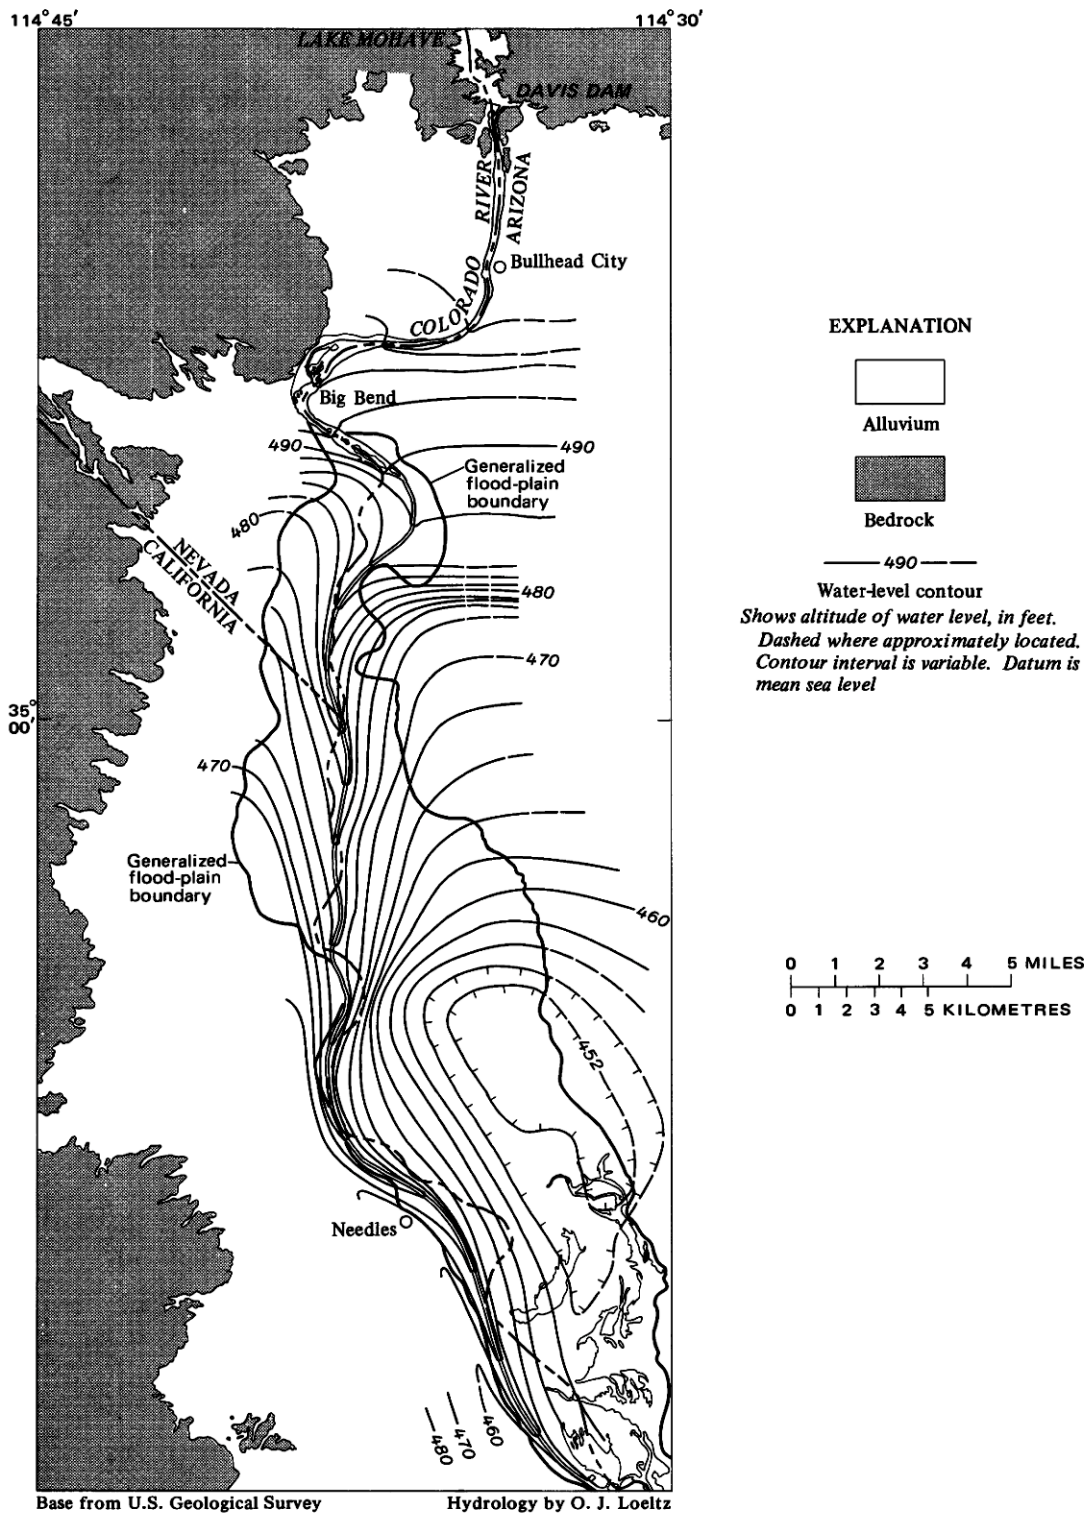 114°45′
114°30′
LAKE MOHAVE
DAVIS DAM
RIVER
ARIZONA
Bullhead City
COLORADO
Big Bend
490
490
Generalized
flood-plain
boundary
480
NEVADA
CALIFORNIA
480
470
35°
00′
470
Generalized
flood-plain
boundary
460
452
Needles
460
470
480
Base from U.S. Geological Survey
Hydrology by O. J. Loeltz
EXPLANATION
Alluvium
Bedrock
490
Water-level contour
Shows altitude of water level, in feet.
Dashed where approximately located.
Contour interval is variable. Datum is
mean sea level
0 1 2 3 4 5 MILES
0 1 2 3 4 5 KILOMETRES